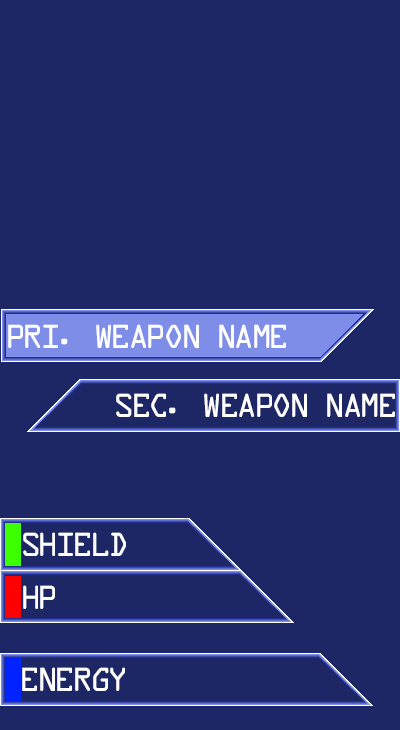 PRI. WEAPON NAME
SEC. WEAPON NAME
SHIELD
HP
ENERGY